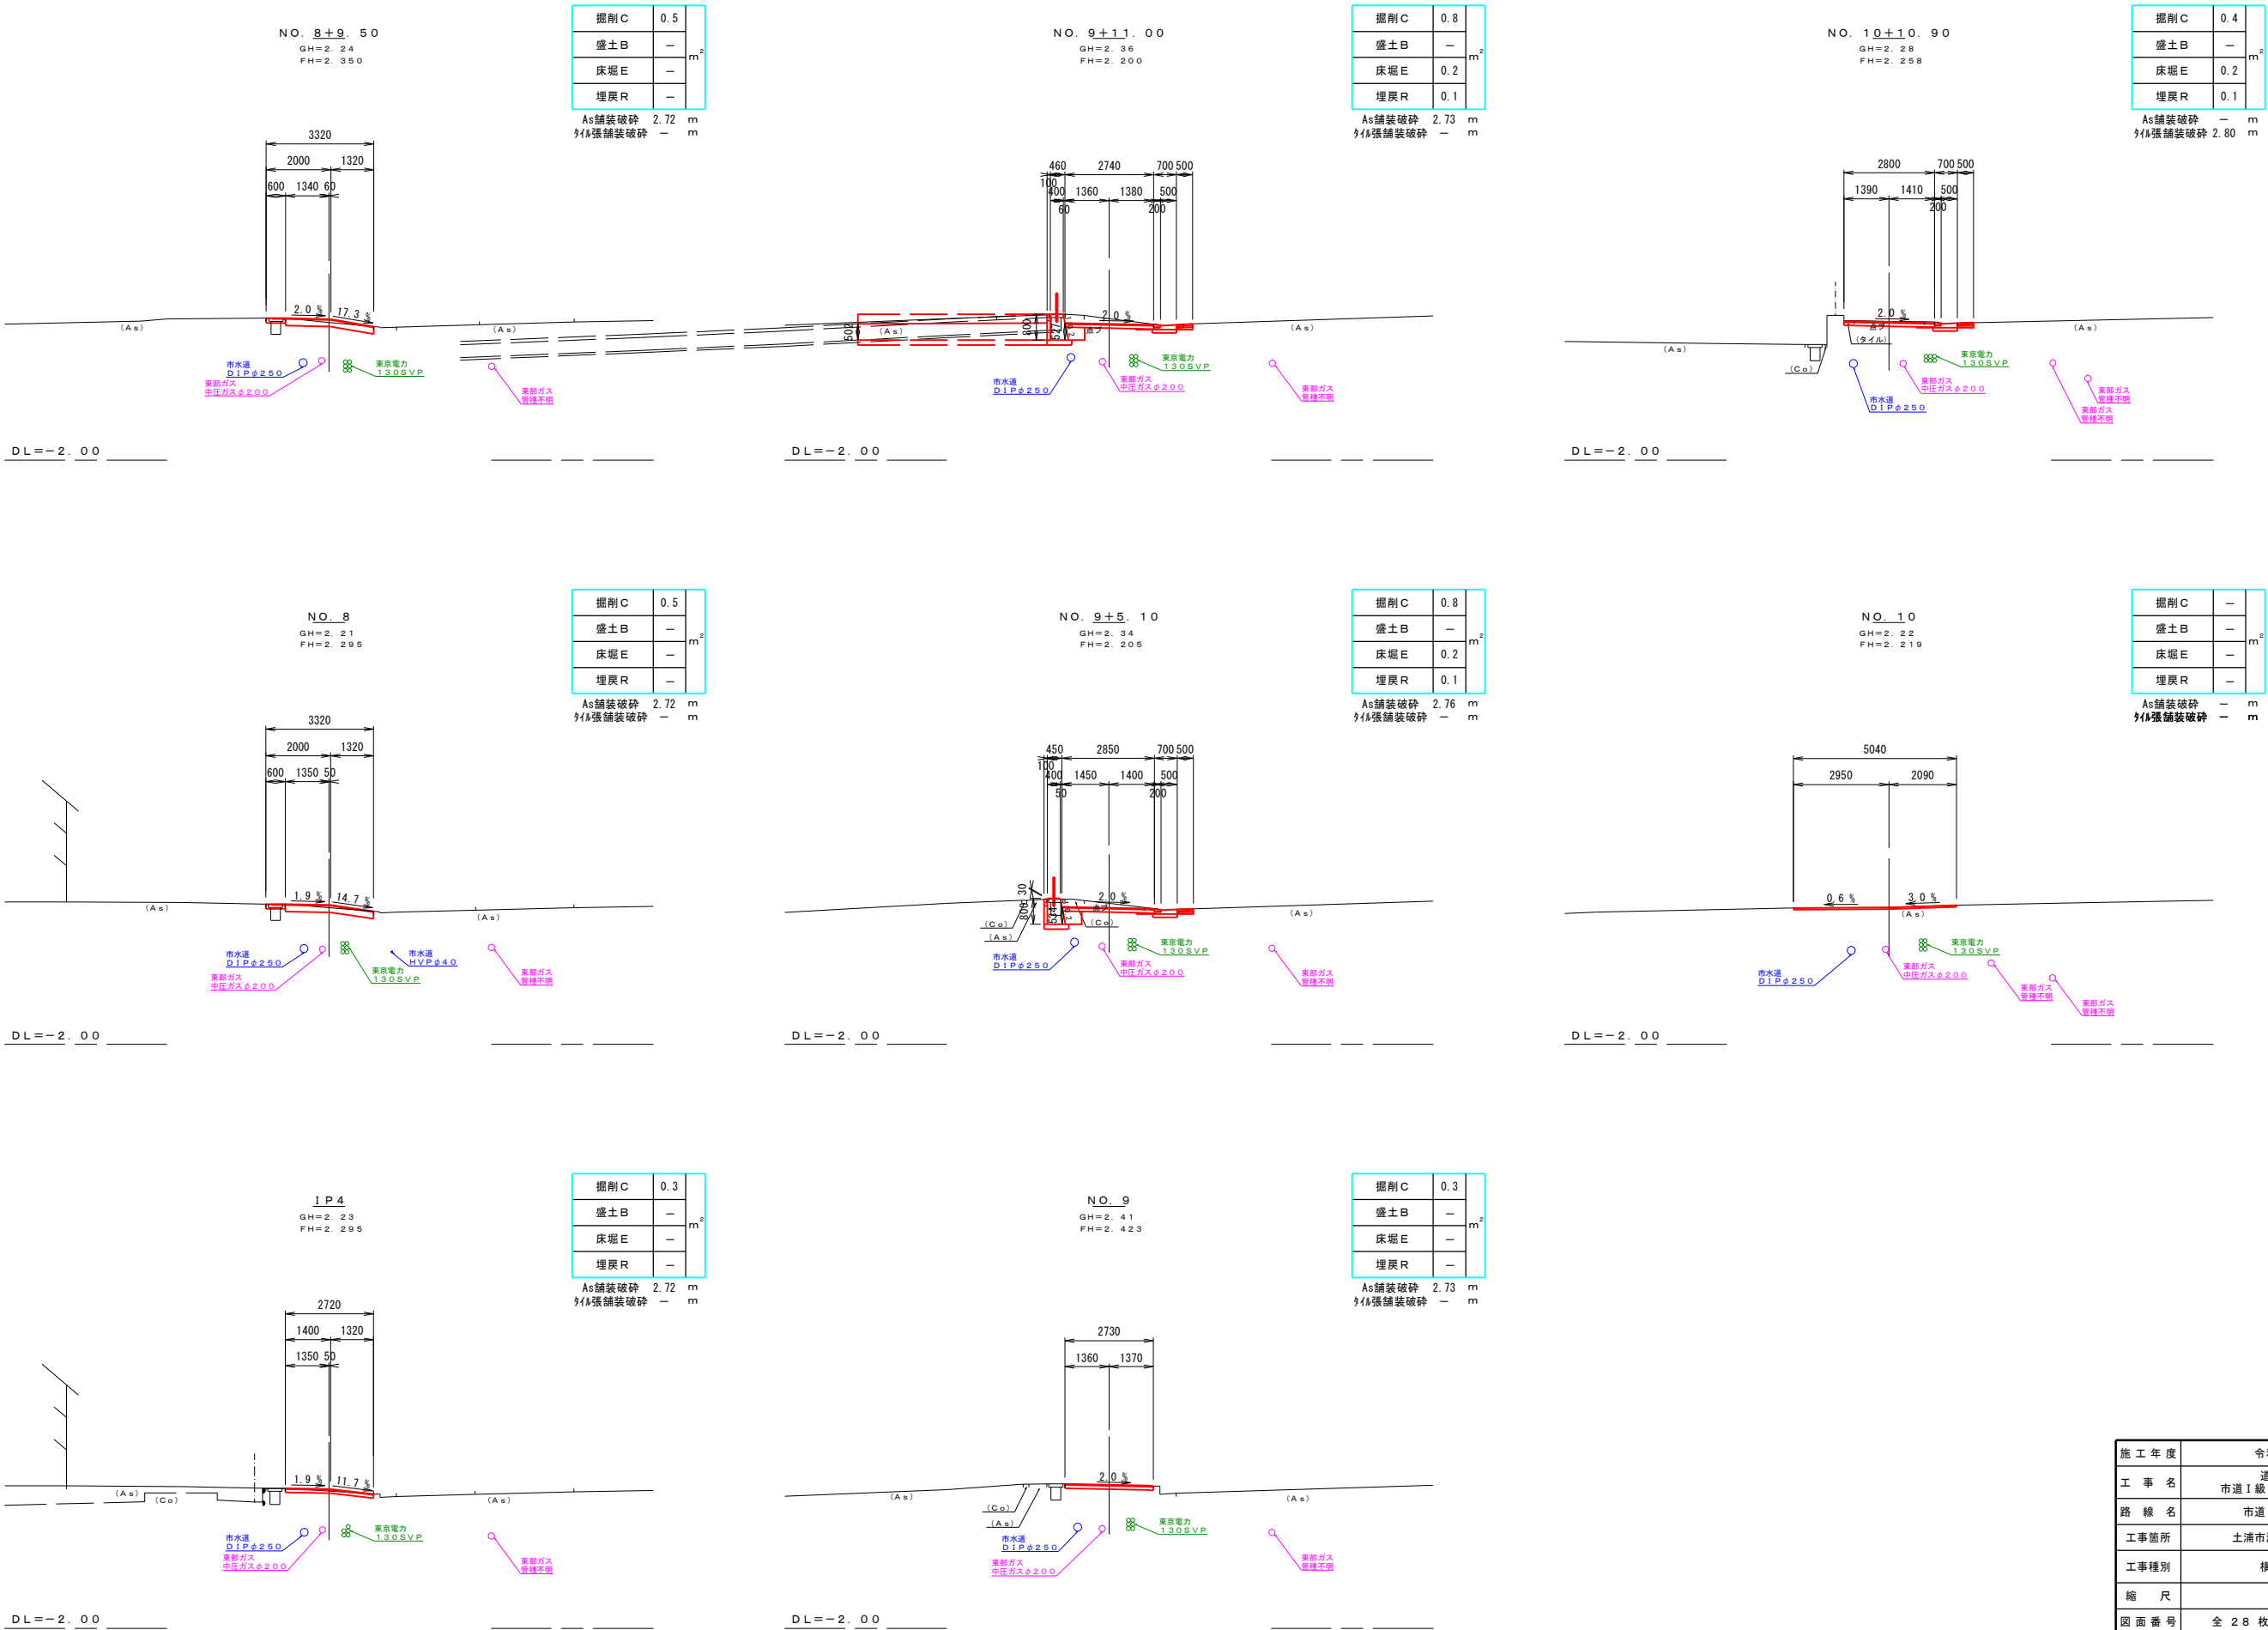 NO. 8+9. 50
GH=2. 24
FH=2. 350
掘削C 0.5
盛土B －
床堀E －
埋戻R －
m²
As舗装破砕 2.72 m
ﾀｲﾙ張舗装破砕 － m
3320
2000 1320
600 1340 60
2.0 % 17.3 %
(As) (As)
市水道
DIPφ250
東部ガス
中圧ガスφ200
東京電力
130SVP
東部ガス
管種不明
DL=-2. 00
NO. 9+11. 00
GH=2. 36
FH=2. 200
掘削C 0.8
盛土B －
床堀E 0.2
埋戻R 0.1
m²
As舗装破砕 2.73 m
ﾀｲﾙ張舗装破砕 － m
460 2740 700 500
100
400 1360 1380 500
60 200
2.0 %
502 (As) 800 527 点ブ (As)
市水道
DIPφ250
東部ガス
中圧ガスφ200
東京電力
130SVP
東部ガス
管種不明
DL=-2. 00
NO. 10+10. 90
GH=2. 28
FH=2. 258
掘削C 0.4
盛土B －
床堀E 0.2
埋戻R 0.1
m²
As舗装破砕 － m
ﾀｲﾙ張舗装破砕 2.80 m
2800 700 500
1390 1410 500
200
2.0 %
点ブ
(タイル)
(As) (As)
(Co)
市水道
DIPφ250
東部ガス
中圧ガスφ200
東京電力
130SVP
東部ガス
管種不明
東部ガス
管種不明
DL=-2. 00
NO. 8
GH=2. 21
FH=2. 295
掘削C 0.5
盛土B －
床堀E －
埋戻R －
m²
As舗装破砕 2.72 m
ﾀｲﾙ張舗装破砕 － m
3320
2000 1320
600 1350 50
1.9 % 14.7 %
(As) (As)
市水道
DIPφ250
東部ガス
中圧ガスφ200
東京電力
130SVP
市水道
HVPφ40
東部ガス
管種不明
DL=-2. 00
NO. 9+5. 10
GH=2. 34
FH=2. 205
掘削C 0.8
盛土B －
床堀E 0.2
埋戻R 0.1
m²
As舗装破砕 2.76 m
ﾀｲﾙ張舗装破砕 － m
450 2850 700 500
100
400 1450 1400 500
50 200
30 2.0 %
800 点ブ (As)
(Co) (Co)
(As)
市水道
DIPφ250
東部ガス
中圧ガスφ200
東京電力
130SVP
東部ガス
管種不明
DL=-2. 00
NO. 10
GH=2. 22
FH=2. 219
掘削C －
盛土B －
床堀E －
埋戻R －
m²
As舗装破砕 － m
ﾀｲﾙ張舗装破砕 － m
5040
2950 2090
0.6 % 3.0 %
(As)
市水道
DIPφ250
東部ガス
中圧ガスφ200
東京電力
130SVP
東部ガス
管種不明
東部ガス
管種不明
DL=-2. 00
IP4
GH=2. 23
FH=2. 295
掘削C 0.3
盛土B －
床堀E －
埋戻R －
m²
As舗装破砕 2.72 m
ﾀｲﾙ張舗装破砕 － m
2720
1400 1320
1350 50
1.9 % 11.7 %
(As) (Co) (As)
市水道
DIPφ250
東部ガス
中圧ガスφ200
東京電力
130SVP
東部ガス
管種不明
DL=-2. 00
NO. 9
GH=2. 41
FH=2. 423
掘削C 0.3
盛土B －
床堀E －
埋戻R －
m²
As舗装破砕 2.73 m
ﾀｲﾙ張舗装破砕 － m
2730
1360 1370
2.0 %
(As) (As)
(Co)
(As)
市水道
DIPφ250
東部ガス
中圧ガスφ200
東京電力
130SVP
東部ガス
管種不明
DL=-2. 00
施工年度
工事名
市道Ⅰ級
路線名 市道
工事箇所 土浦市
工事種別
縮尺
図面番号 全 28 枚